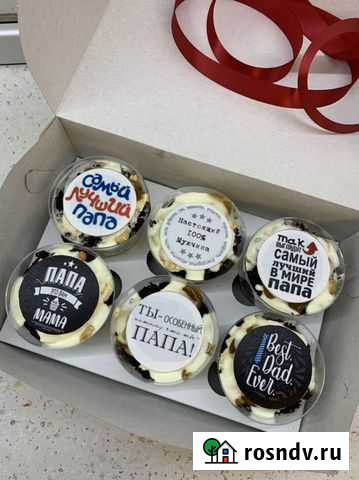 САМЫЙ
ЛУЧШИЙ
ПАПА
Настоящий
100%
Мужчина
так
выглядит
САМЫЙ
ЛУЧШИЙ
В МИРЕ
папа
ПАПА
МАМА
ТЫ - ОСОБЕННЫЙ
ПАПА!
Best
Dad
Ever
rosndv.ru